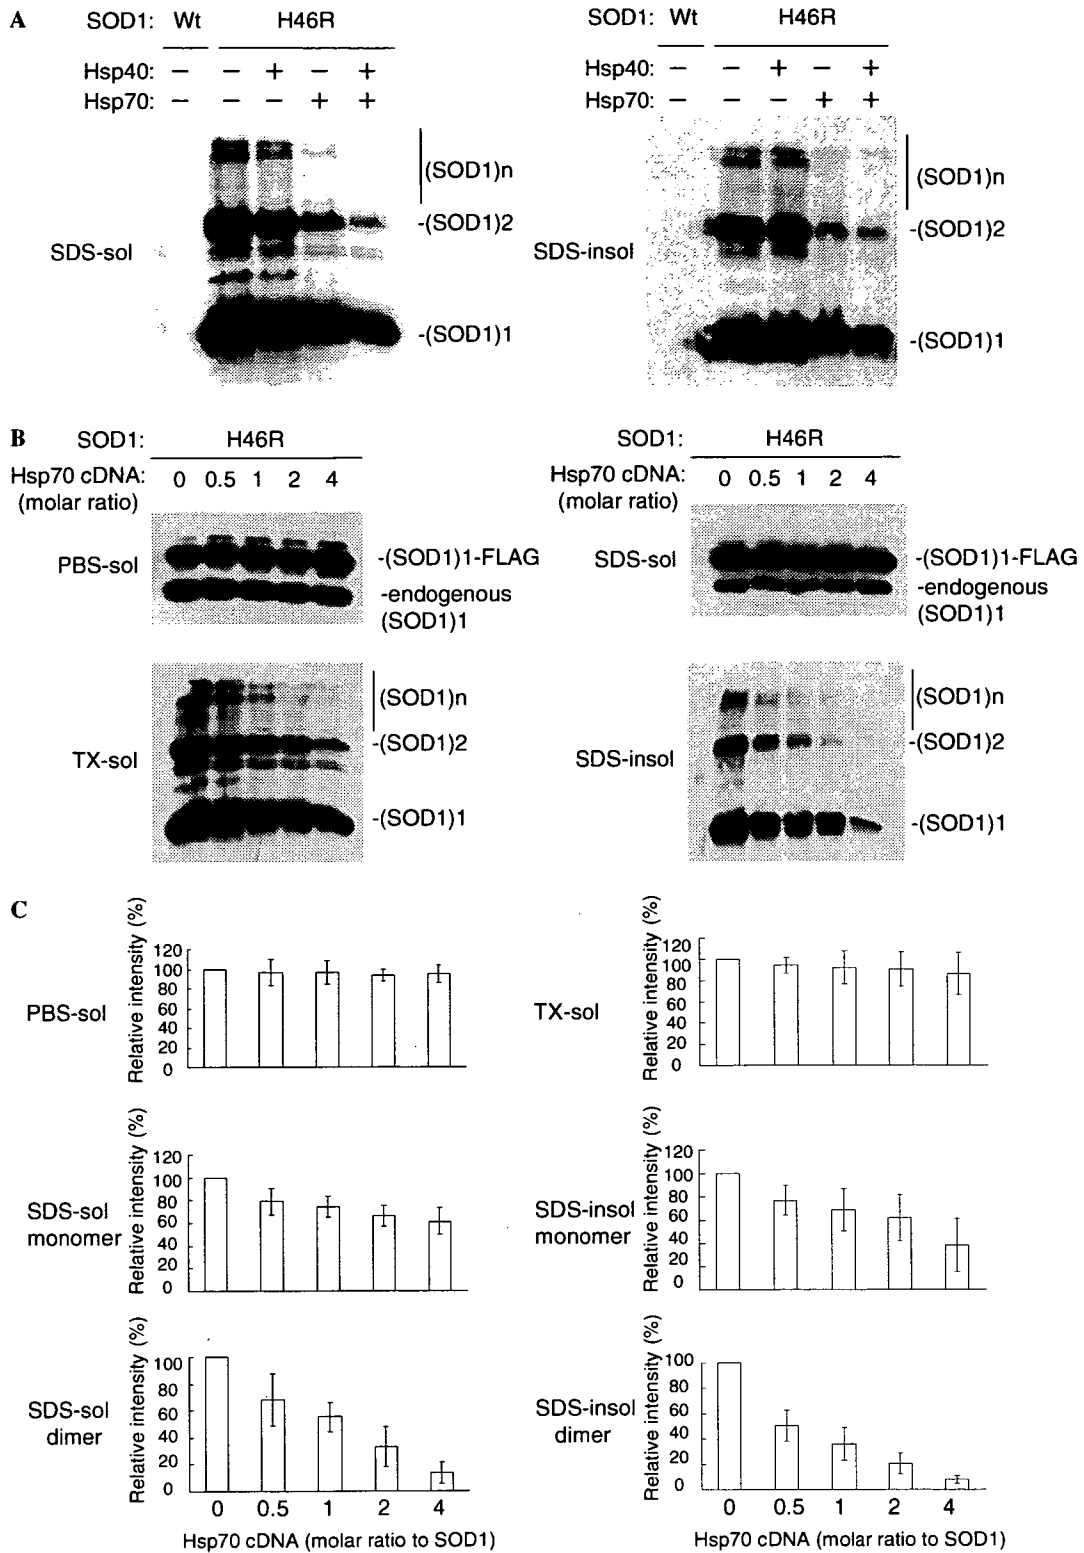 A
SOD1: Wt H46R
Hsp40: − − + − +
Hsp70: − − − + +
SDS-sol
(SOD1)n
-(SOD1)2
-(SOD1)1
SOD1: Wt H46R
Hsp40: − − + − +
Hsp70: − − − + +
SDS-insol
(SOD1)n
-(SOD1)2
-(SOD1)1
B
SOD1: H46R
Hsp70 cDNA: 0 0.5 1 2 4
(molar ratio)
PBS-sol
-(SOD1)1-FLAG
-endogenous
(SOD1)1
TX-sol
(SOD1)n
-(SOD1)2
-(SOD1)1
SOD1: H46R
Hsp70 cDNA: 0 0.5 1 2 4
(molar ratio)
SDS-sol
-(SOD1)1-FLAG
-endogenous
(SOD1)1
SDS-insol
(SOD1)n
-(SOD1)2
-(SOD1)1
C
PBS-sol
Relative intensity (%)
120
100
80
60
40
20
0
TX-sol
Relative intensity (%)
120
100
80
60
40
20
0
SDS-sol
monomer
Relative intensity (%)
120
100
80
60
40
20
0
SDS-insol
monomer
Relative intensity (%)
120
100
80
60
40
20
0
SDS-sol
dimer
Relative intensity (%)
100
80
60
40
20
0
0 0.5 1 2 4
SDS-insol
dimer
Relative intensity (%)
100
80
60
40
20
0
0 0.5 1 2 4
Hsp70 cDNA (molar ratio to SOD1)
Hsp70 cDNA (molar ratio to SOD1)